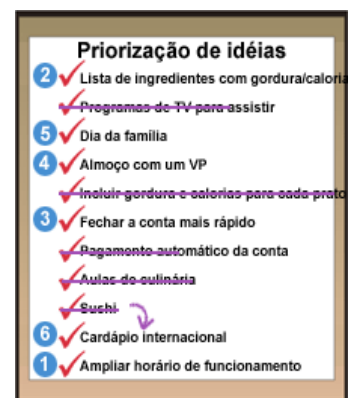 Priorização de idéias
2 Lista de ingredientes com gordura/caloria
Programas de TV para assistir
5 Dia da família
4 Almoço com um VP
Incluir gordura e calorias para cada prato
3 Fechar a conta mais rápido
Pagamento automático da conta
Aulas de culinária
Sushi
6 Cardápio internacional
1 Ampliar horário de funcionamento